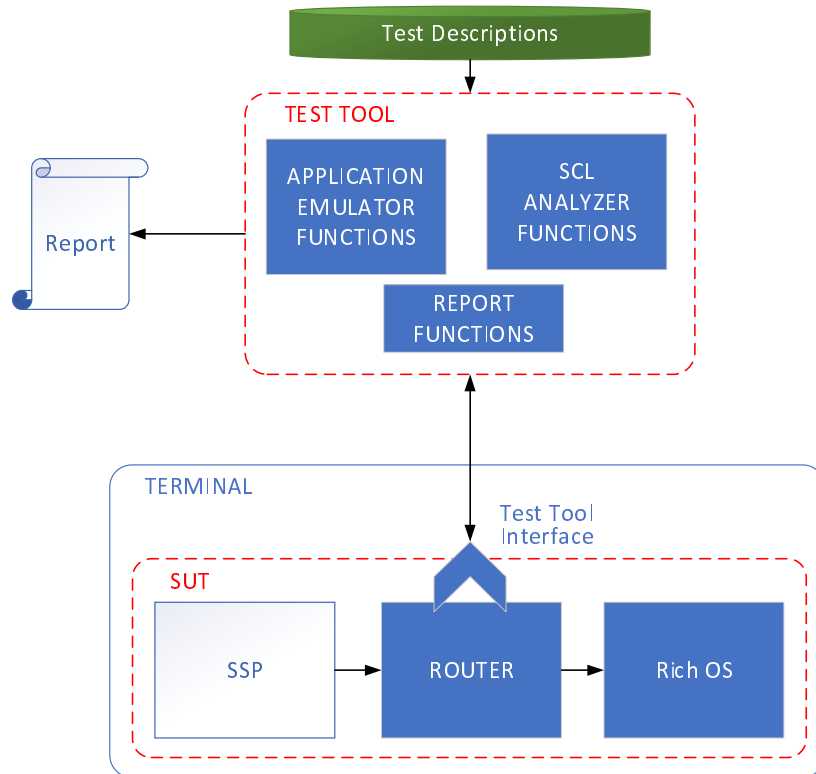 Test Descriptions
TEST TOOL
APPLICATION
EMULATOR
FUNCTIONS
SCL
ANALYZER
FUNCTIONS
Report
REPORT
FUNCTIONS
TERMINAL
Test Tool
Interface
SUT
SSP
ROUTER
Rich OS